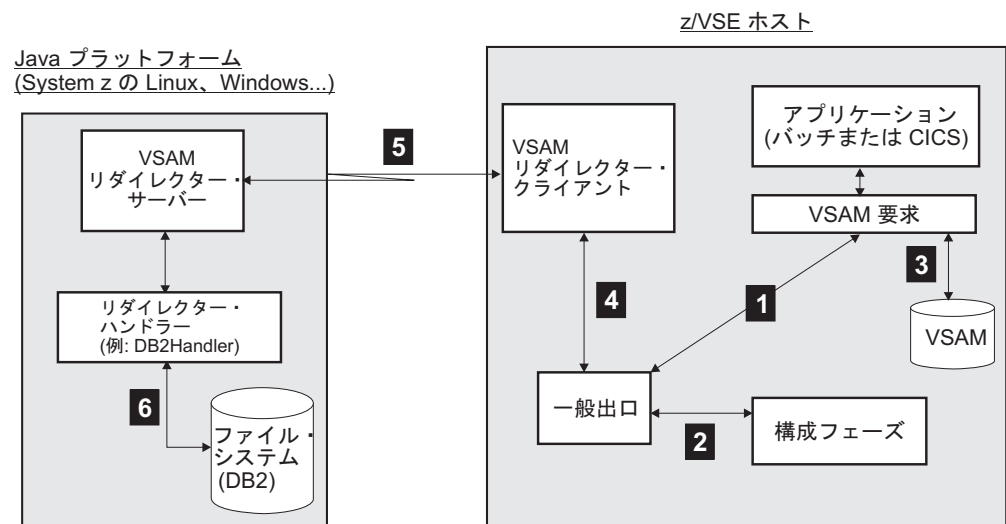 z/VSE ホスト
Java プラットフォーム
(System z の Linux、Windows...)
VSAM
リダイレクター・
サーバー
5
VSAM
リダイレクター・
クライアント
アプリケーション
(バッチまたは CICS)
VSAM 要求
3
4
1
VSAM
リダイレクター・
ハンドラー
(例: DB2Handler)
6
ファイル・
システム
(DB2)
一般出口
2
構成フェーズ